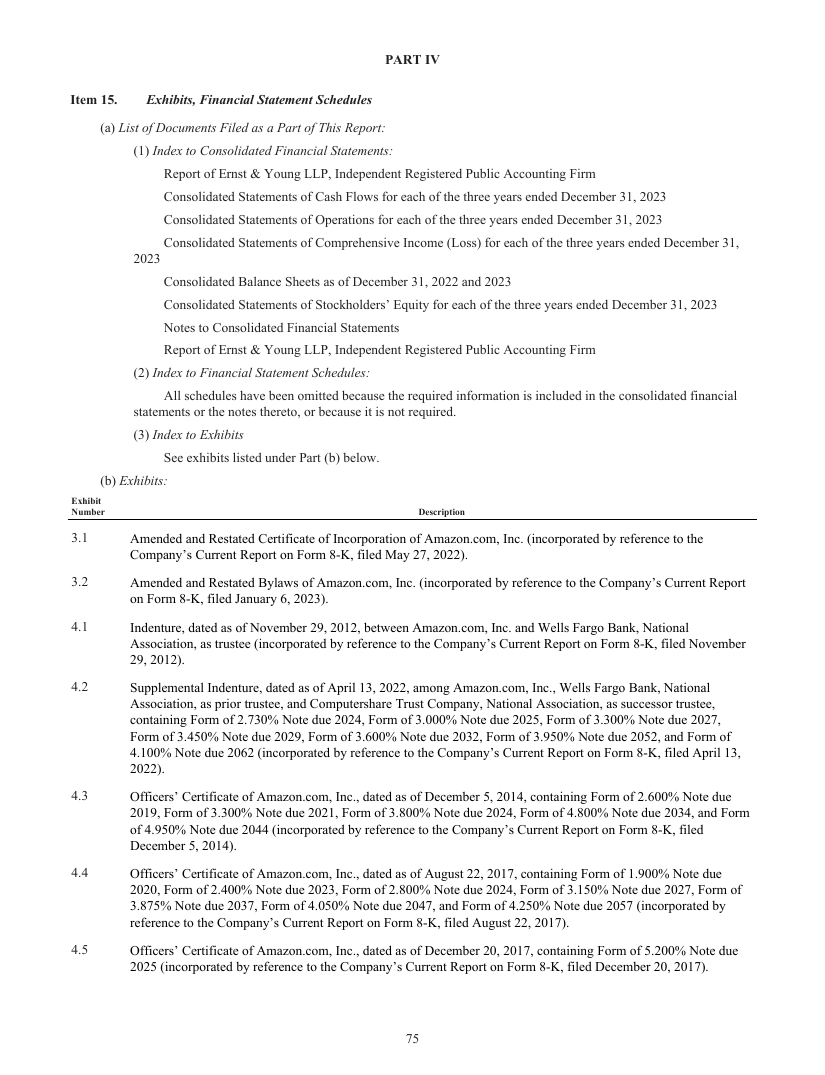 PART IV
Item 15. Exhibits, Financial Statement Schedules
(a) List of Documents Filed as a Part of This Report:
(1) Index to Consolidated Financial Statements:
Report of Ernst & Young LLP, Independent Registered Public Accounting Firm
Consolidated Statements of Cash Flows for each of the three years ended December 31, 2023
Consolidated Statements of Operations for each of the three years ended December 31, 2023
Consolidated Statements of Comprehensive Income (Loss) for each of the three years ended December 31,
2023
Consolidated Balance Sheets as of December 31, 2022 and 2023
Consolidated Statements of Stockholders’ Equity for each of the three years ended December 31, 2023
Notes to Consolidated Financial Statements
Report of Ernst & Young LLP, Independent Registered Public Accounting Firm
(2) Index to Financial Statement Schedules:
All schedules have been omitted because the required information is included in the consolidated financial
statements or the notes thereto, or because it is not required.
(3) Index to Exhibits
See exhibits listed under Part (b) below.
(b) Exhibits:
Exhibit
Number Description
3.1 Amended and Restated Certificate of Incorporation of Amazon.com, Inc. (incorporated by reference to the
Company’s Current Report on Form 8-K, filed May 27, 2022).
3.2 Amended and Restated Bylaws of Amazon.com, Inc. (incorporated by reference to the Company’s Current Report
on Form 8-K, filed January 6, 2023).
4.1 Indenture, dated as of November 29, 2012, between Amazon.com, Inc. and Wells Fargo Bank, National
Association, as trustee (incorporated by reference to the Company’s Current Report on Form 8-K, filed November
29, 2012).
4.2 Supplemental Indenture, dated as of April 13, 2022, among Amazon.com, Inc., Wells Fargo Bank, National
Association, as prior trustee, and Computershare Trust Company, National Association, as successor trustee,
containing Form of 2.730% Note due 2024, Form of 3.000% Note due 2025, Form of 3.300% Note due 2027,
Form of 3.450% Note due 2029, Form of 3.600% Note due 2032, Form of 3.950% Note due 2052, and Form of
4.100% Note due 2062 (incorporated by reference to the Company’s Current Report on Form 8-K, filed April 13,
2022).
4.3 Officers’ Certificate of Amazon.com, Inc., dated as of December 5, 2014, containing Form of 2.600% Note due
2019, Form of 3.300% Note due 2021, Form of 3.800% Note due 2024, Form of 4.800% Note due 2034, and Form
of 4.950% Note due 2044 (incorporated by reference to the Company’s Current Report on Form 8-K, filed
December 5, 2014).
4.4 Officers’ Certificate of Amazon.com, Inc., dated as of August 22, 2017, containing Form of 1.900% Note due
2020, Form of 2.400% Note due 2023, Form of 2.800% Note due 2024, Form of 3.150% Note due 2027, Form of
3.875% Note due 2037, Form of 4.050% Note due 2047, and Form of 4.250% Note due 2057 (incorporated by
reference to the Company’s Current Report on Form 8-K, filed August 22, 2017).
4.5 Officers’ Certificate of Amazon.com, Inc., dated as of December 20, 2017, containing Form of 5.200% Note due
2025 (incorporated by reference to the Company’s Current Report on Form 8-K, filed December 20, 2017).
75